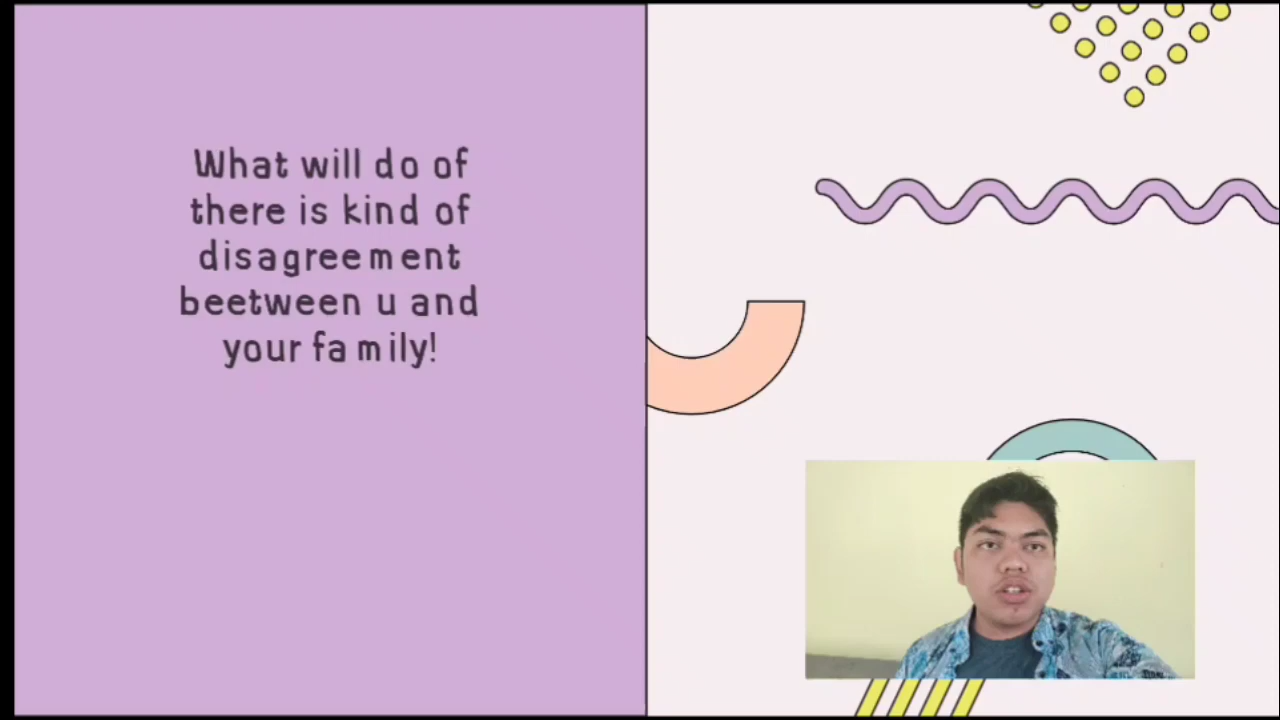 What will do of
there is kind of
disagreement
beetween u and
your family!